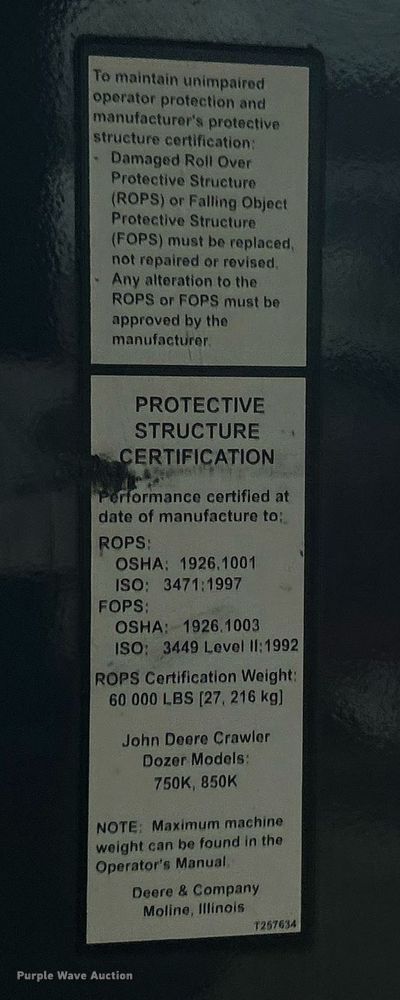 To maintain unimpaired
operator protection and
manufacturer's protective
structure certification:
- Damaged Roll Over
Protective Structure
(ROPS) or Falling Object
Protective Structure
(FOPS) must be replaced,
not repaired or revised.
- Any alteration to the
ROPS or FOPS must be
approved by the
manufacturer.
PROTECTIVE
STRUCTURE
CERTIFICATION
Performance certified at
date of manufacture to:
ROPS:
OSHA: 1926.1001
ISO: 3471:1997
FOPS:
OSHA: 1926.1003
ISO: 3449 Level II:1992
ROPS Certification Weight:
60 000 LBS [27, 216 kg]
John Deere Crawler
Dozer Models:
750K, 850K
NOTE: Maximum machine
weight can be found in the
Operator's Manual.
Deere & Company
Moline, Illinois
T257634
Purple Wave Auction